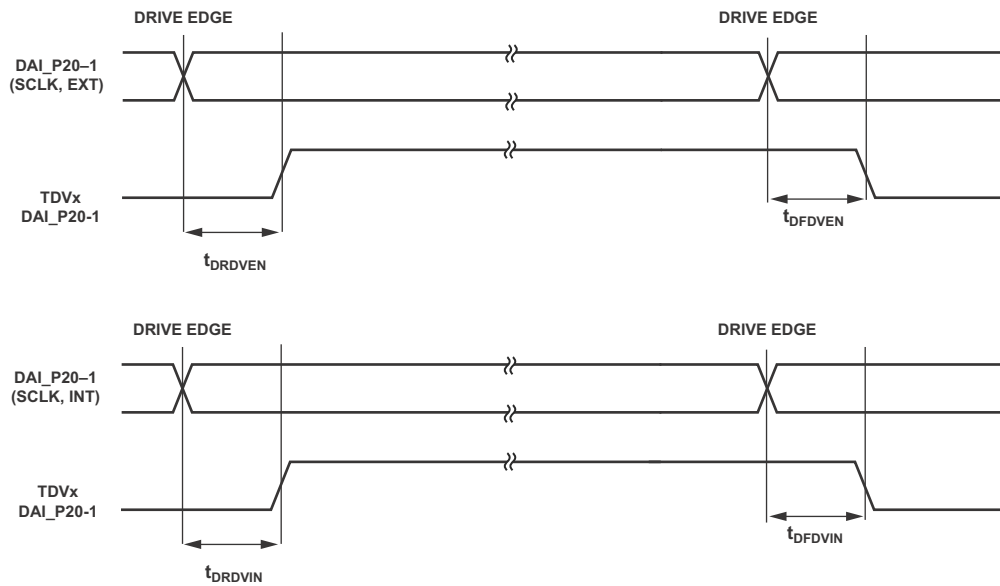 DRIVE EDGE
DRIVE EDGE
DAI_P20–1
(SCLK, EXT)
TDVx
DAI_P20-1
tDFDVEN
tDRDVEN
DRIVE EDGE
DRIVE EDGE
DAI_P20–1
(SCLK, INT)
TDVx
DAI_P20-1
tDFDVIN
tDRDVIN